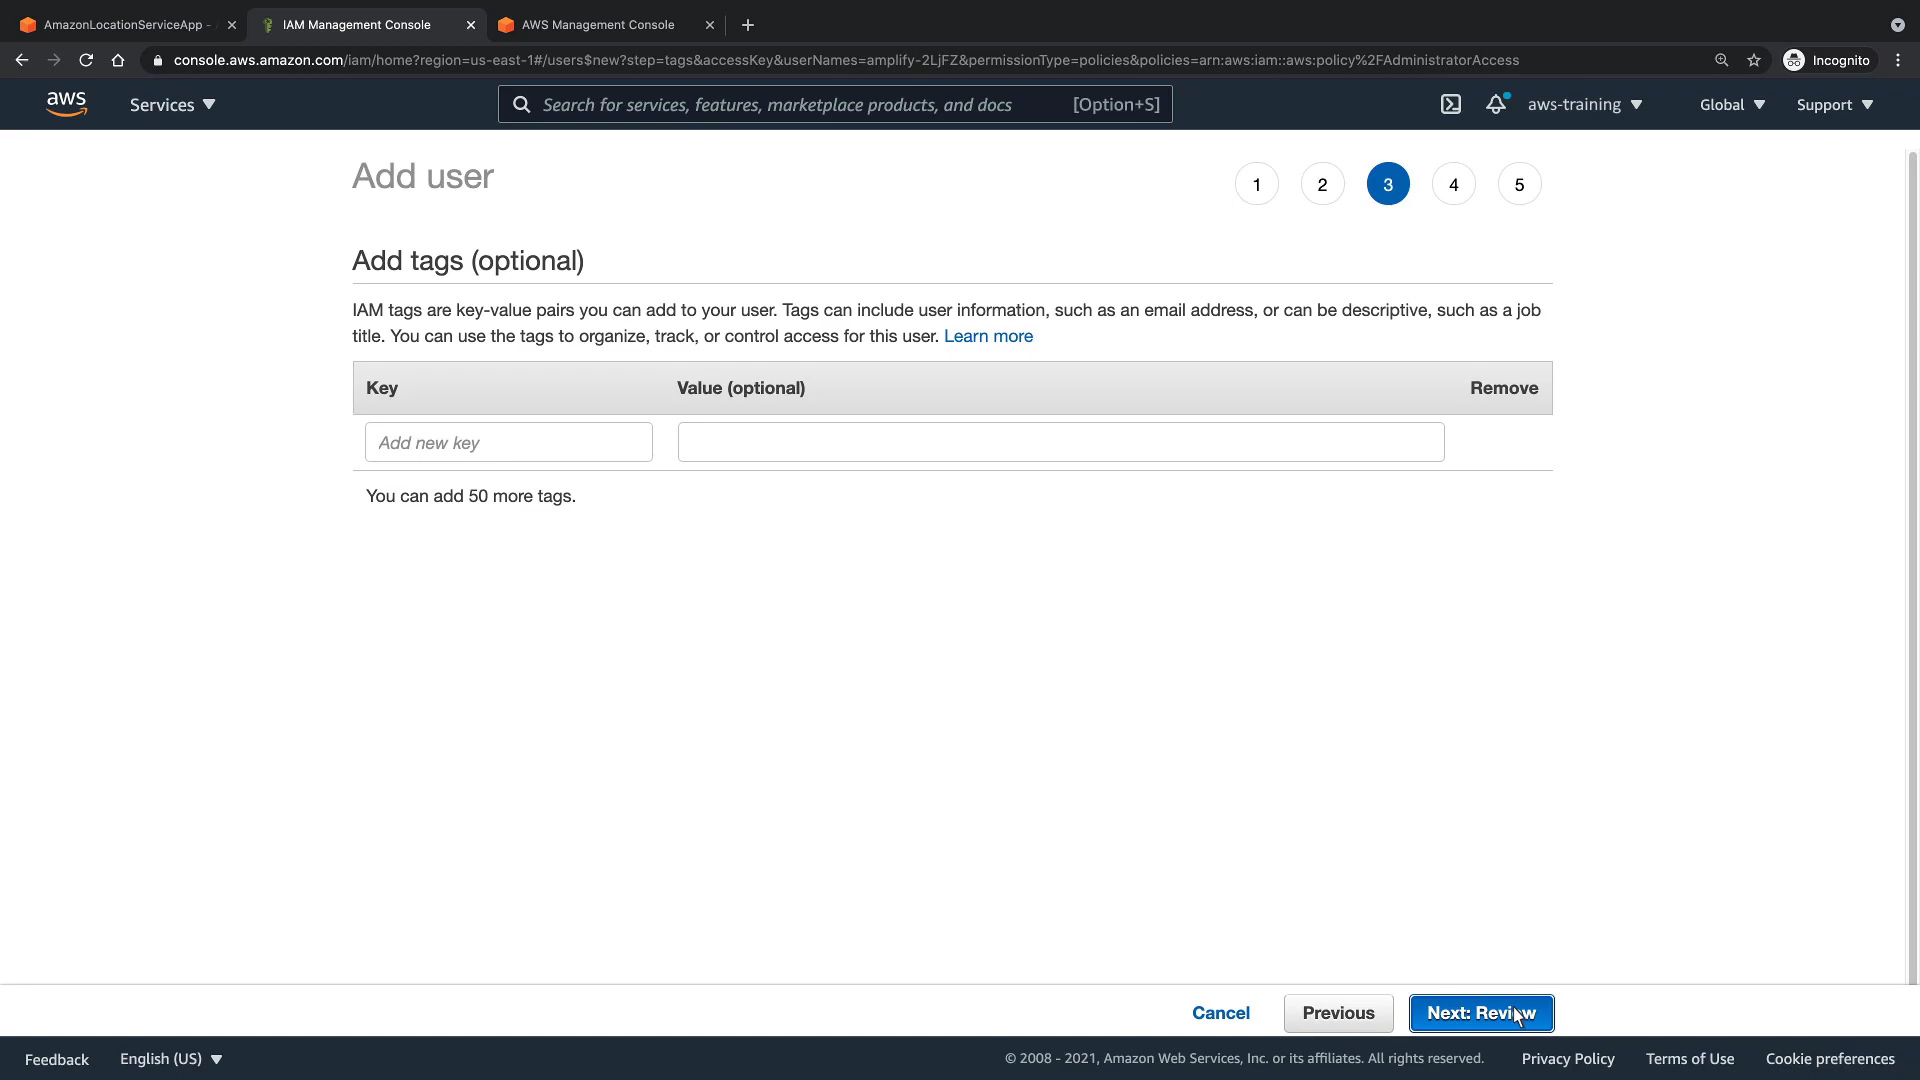 AmazonLocationServiceApp -
IAM Management Console
AWS Management Console
console.aws.amazon.com/iam/home?region=us-east-1#/users$new?step=tags&accessKey&userNames=amplify-2LjFZ&permissionType=policies&policies=arn:aws:iam::aws:policy%2FAdministratorAccess
Incognito
aws
Services
Search for services, features, marketplace products, and docs
[Option+S]
aws-training
Global
Support
Add user
1
2
3
4
5
Add tags (optional)
IAM tags are key-value pairs you can add to your user. Tags can include user information, such as an email address, or can be descriptive, such as a job
title. You can use the tags to organize, track, or control access for this user. Learn more
Key
Value (optional)
Remove
Add new key
You can add 50 more tags.
Cancel
Previous
Next: Review
Feedback
English (US)
© 2008 - 2021, Amazon Web Services, Inc. or its affiliates. All rights reserved.
Privacy Policy
Terms of Use
Cookie preferences